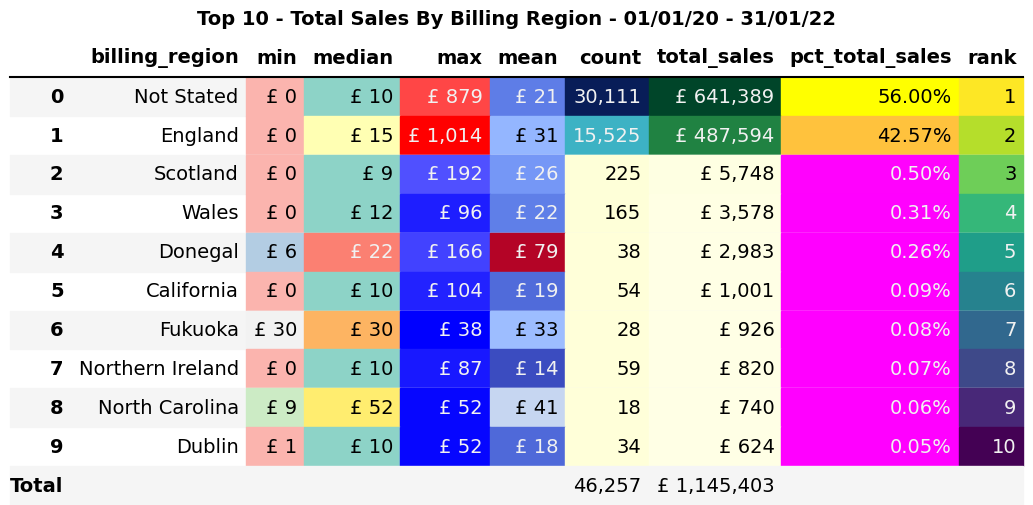 Top 10 - Total Sales By Billing Region - 01/01/20 - 31/01/22
billing_region min median max mean count total_sales pct_total_sales rank
0 Not Stated £ 0 £ 10 £ 879 £ 21 30,111 £ 641,389 56.00% 1
1 England £ 0 £ 15 £ 1,014 £ 31 15,525 £ 487,594 42.57% 2
2 Scotland £ 0 £ 9 £ 192 £ 26 225 £ 5,748 0.50% 3
3 Wales £ 0 £ 12 £ 96 £ 22 165 £ 3,578 0.31% 4
4 Donegal £ 6 £ 22 £ 166 £ 79 38 £ 2,983 0.26% 5
5 California £ 0 £ 10 £ 104 £ 19 54 £ 1,001 0.09% 6
6 Fukuoka £ 30 £ 30 £ 38 £ 33 28 £ 926 0.08% 7
7 Northern Ireland £ 0 £ 10 £ 87 £ 14 59 £ 820 0.07% 8
8 North Carolina £ 9 £ 52 £ 52 £ 41 18 £ 740 0.06% 9
9 Dublin £ 1 £ 10 £ 52 £ 18 34 £ 624 0.05% 10
Total 46,257 £ 1,145,403